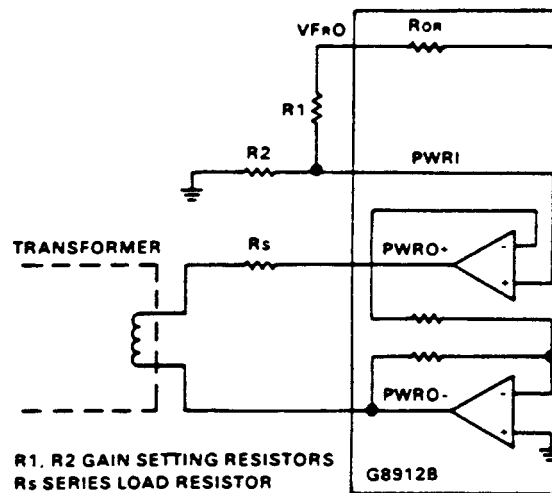 VFRO
ROR
R1
R2
PWRI
TRANSFORMER
Rs
PWRO+
-
+
PWRO-
-
+
R1, R2 GAIN SETTING RESISTORS
Rs SERIES LOAD RESISTOR
G8912B